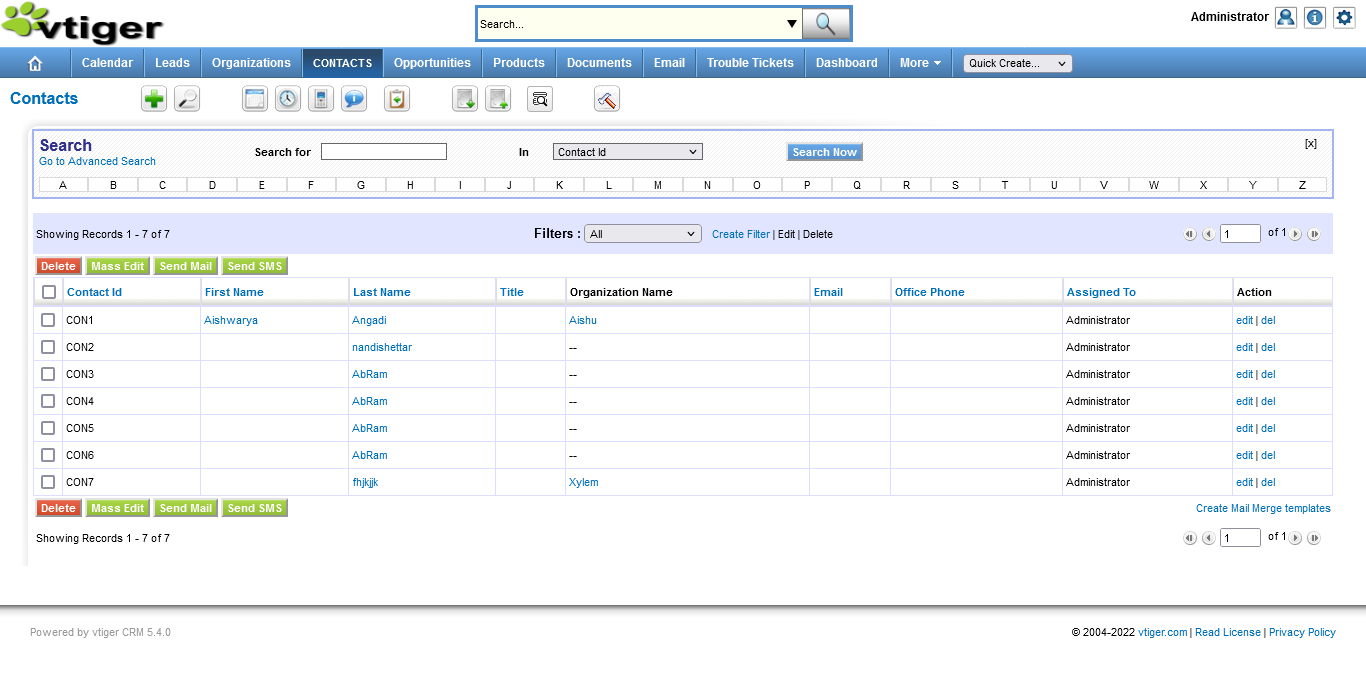 vtiger
Search...
Administrator
Calendar Leads Organizations CONTACTS Opportunities Products Documents Email Trouble Tickets Dashboard More Quick Create...
Contacts
Search
Go to Advanced Search
Search for In Contact Id Search Now
[x]
A B C D E F G H I J K L M N O P Q R S T U V W X Y Z
Showing Records 1 - 7 of 7 Filters : All Create Filter | Edit | Delete 1 of 1
Delete Mass Edit Send Mail Send SMS
Contact Id First Name Last Name Title Organization Name Email Office Phone Assigned To Action
CON1 Aishwarya Angadi Aishu Administrator edit | del
CON2 nandishettar -- Administrator edit | del
CON3 AbRam -- Administrator edit | del
CON4 AbRam -- Administrator edit | del
CON5 AbRam -- Administrator edit | del
CON6 AbRam -- Administrator edit | del
CON7 fhjkjjk Xylem Administrator edit | del
Delete Mass Edit Send Mail Send SMS Create Mail Merge templates
Showing Records 1 - 7 of 7 1 of 1
Powered by vtiger CRM 5.4.0 © 2004-2022 vtiger.com | Read License | Privacy Policy